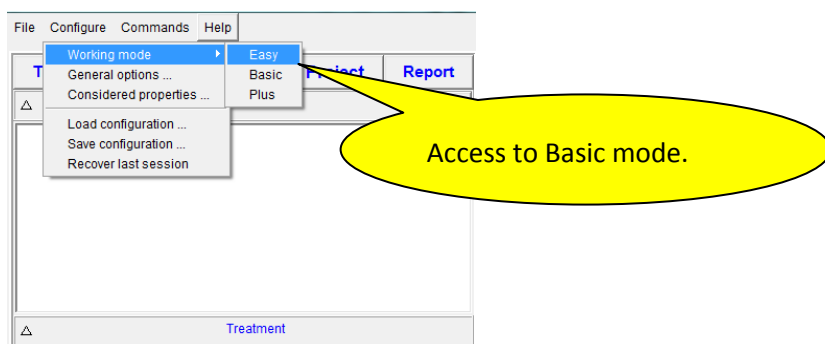 File Configure Commands Help
Working mode Easy
T Project Report
General options ... Basic
Considered properties ... Plus
Load configuration ...
Access to Basic mode.
Save configuration ...
Recover last session
Treatment